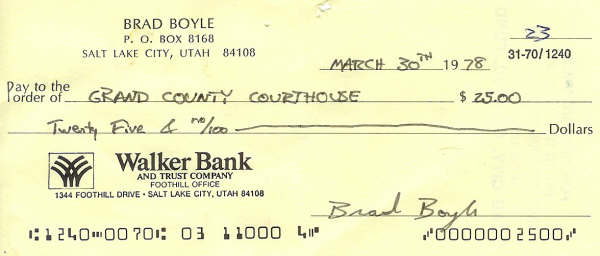 BRAD BOYLE
P. O. BOX 8168
SALT LAKE CITY, UTAH 84108
23
31-70/1240
MARCH 30TH 1978
Pay to the
order of GRAND COUNTY COURTHOUSE $ 25.00
Twenty Five & no/100 Dollars
Walker Bank
AND TRUST COMPANY
FOOTHILL OFFICE
1344 FOOTHILL DRIVE • SALT LAKE CITY, UTAH 84108
Brad Boyle
⑆1240⑉0070⑆ 03 11000 4⑈ ⑈0000002500⑈